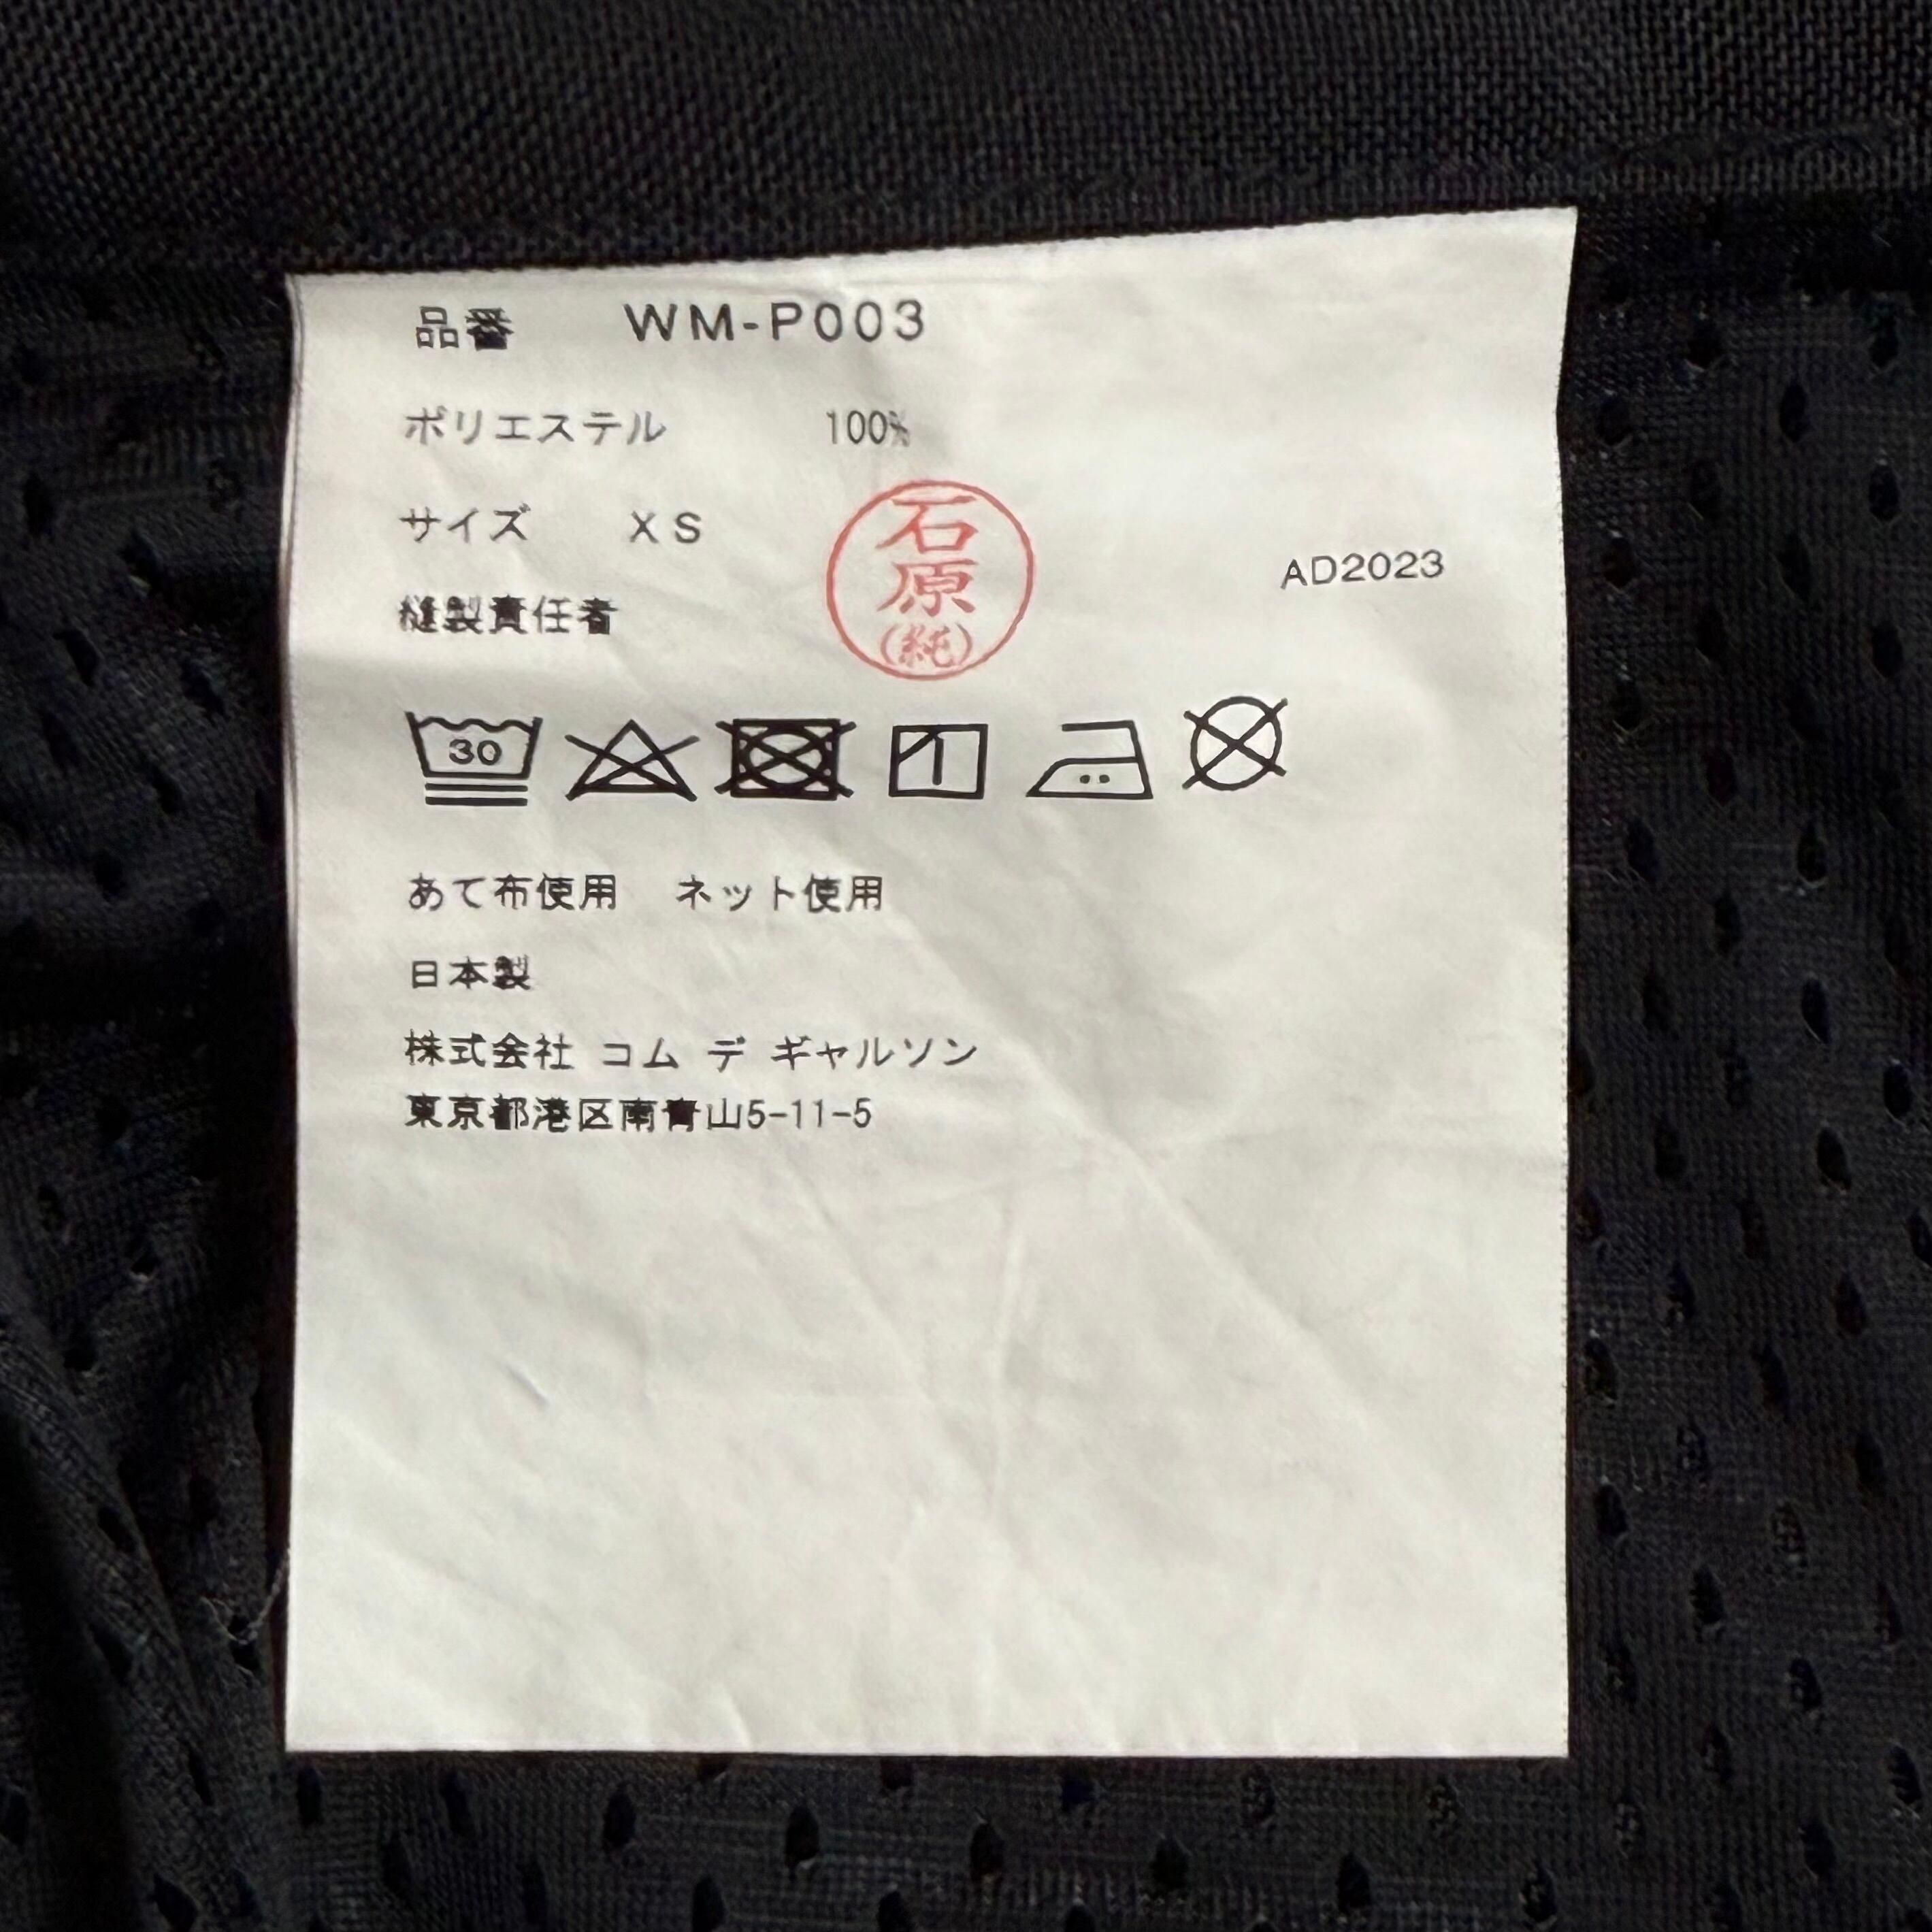 品番 WM-P003
ポリエステル 100%
サイズ XS
石原
(純)
AD2023
縫製責任者
30
あて布使用 ネット使用
日本製
株式会社 コム デ ギャルソン
東京都港区南青山5-11-5